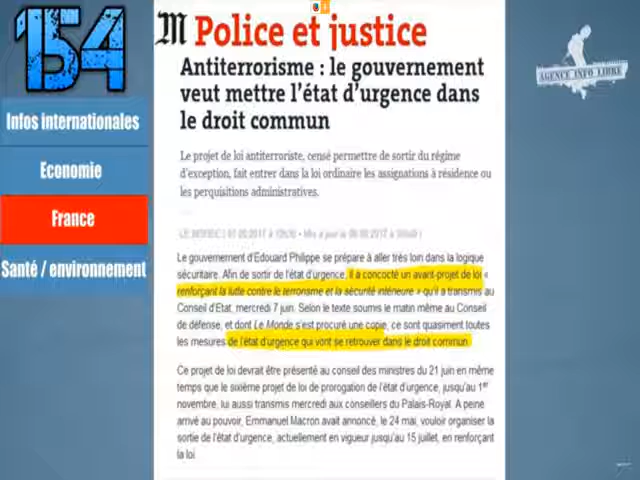 154
Infos internationales
Economie
France
Santé / environnement
M Police et justice
Antiterrorisme : le gouvernement
veut mettre l'état d'urgence dans
le droit commun
Le projet de loi antiterroriste, censé permettre de sortir du régime
d'exception, fait entrer dans la loi ordinaire les assignations à résidence ou
les perquisitions administratives.
LE MONDE | 07.06.2017 à
Le gouvernement d'Edouard Philippe se prépare à aller très loin dans la logique
sécuritaire. Afin de sortir de l'état d'urgence, il a concocté un avant-projet de loi «
renforçant la lutte contre le terrorisme et la sécurité intérieure » qu'il a transmis au
Conseil d'Etat, mercredi 7 juin. Selon le texte soumis le matin même au Conseil
de défense, et dont Le Monde s'est procuré une copie, ce sont quasiment toutes
les mesures de l'état d'urgence qui vont se retrouver dans le droit commun.
Ce projet de loi devrait être présenté au conseil des ministres du 21 juin en même
temps que le sixième projet de loi de prorogation de l'état d'urgence, jusqu'au 1er
novembre, lui aussi transmis mercredi aux conseillers du Palais-Royal. A peine
arrivé au pouvoir, Emmanuel Macron avait annoncé, le 24 mai, vouloir organiser la
sortie de l'état d'urgence, actuellement en vigueur jusqu'au 15 juillet, en renforçant
la loi.
AGENCE INFO LIBRE